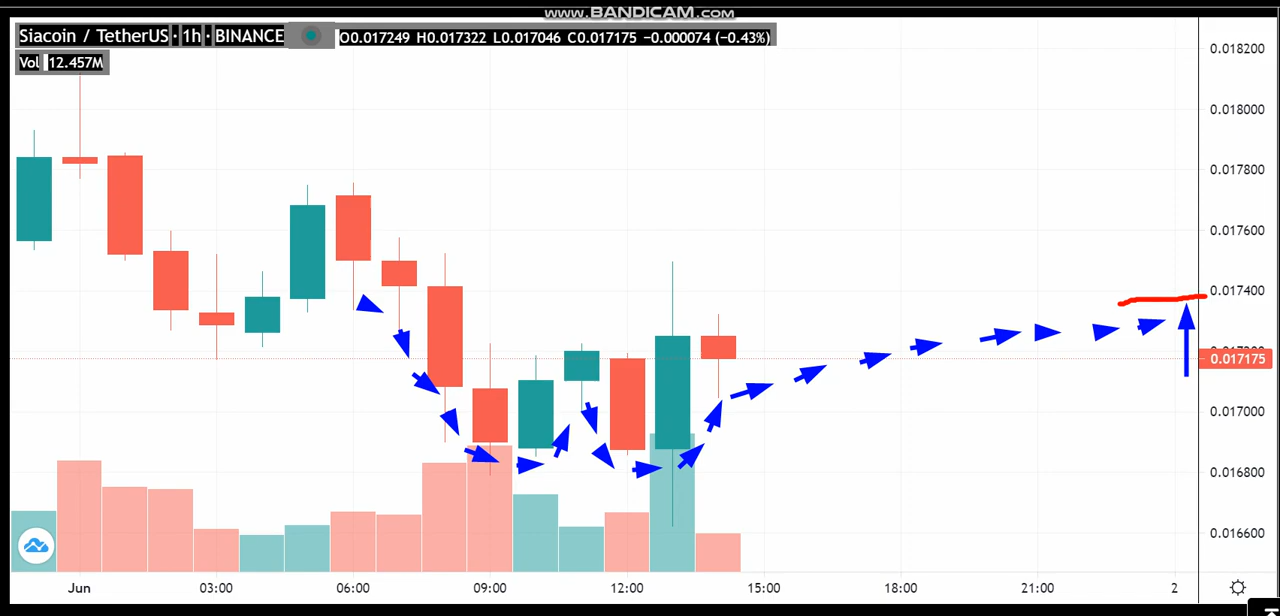 www.BANDICAM.com
Siacoin / TetherUS · 1h · BINANCE O0.017249 H0.017322 L0.017046 C0.017175 −0.000074 (−0.43%)
Vol 12.457M
0.018200
0.018000
0.017800
0.017600
0.017400
0.017175
0.017000
0.016800
0.016600
Jun 03:00 06:00 09:00 12:00 15:00 18:00 21:00 2